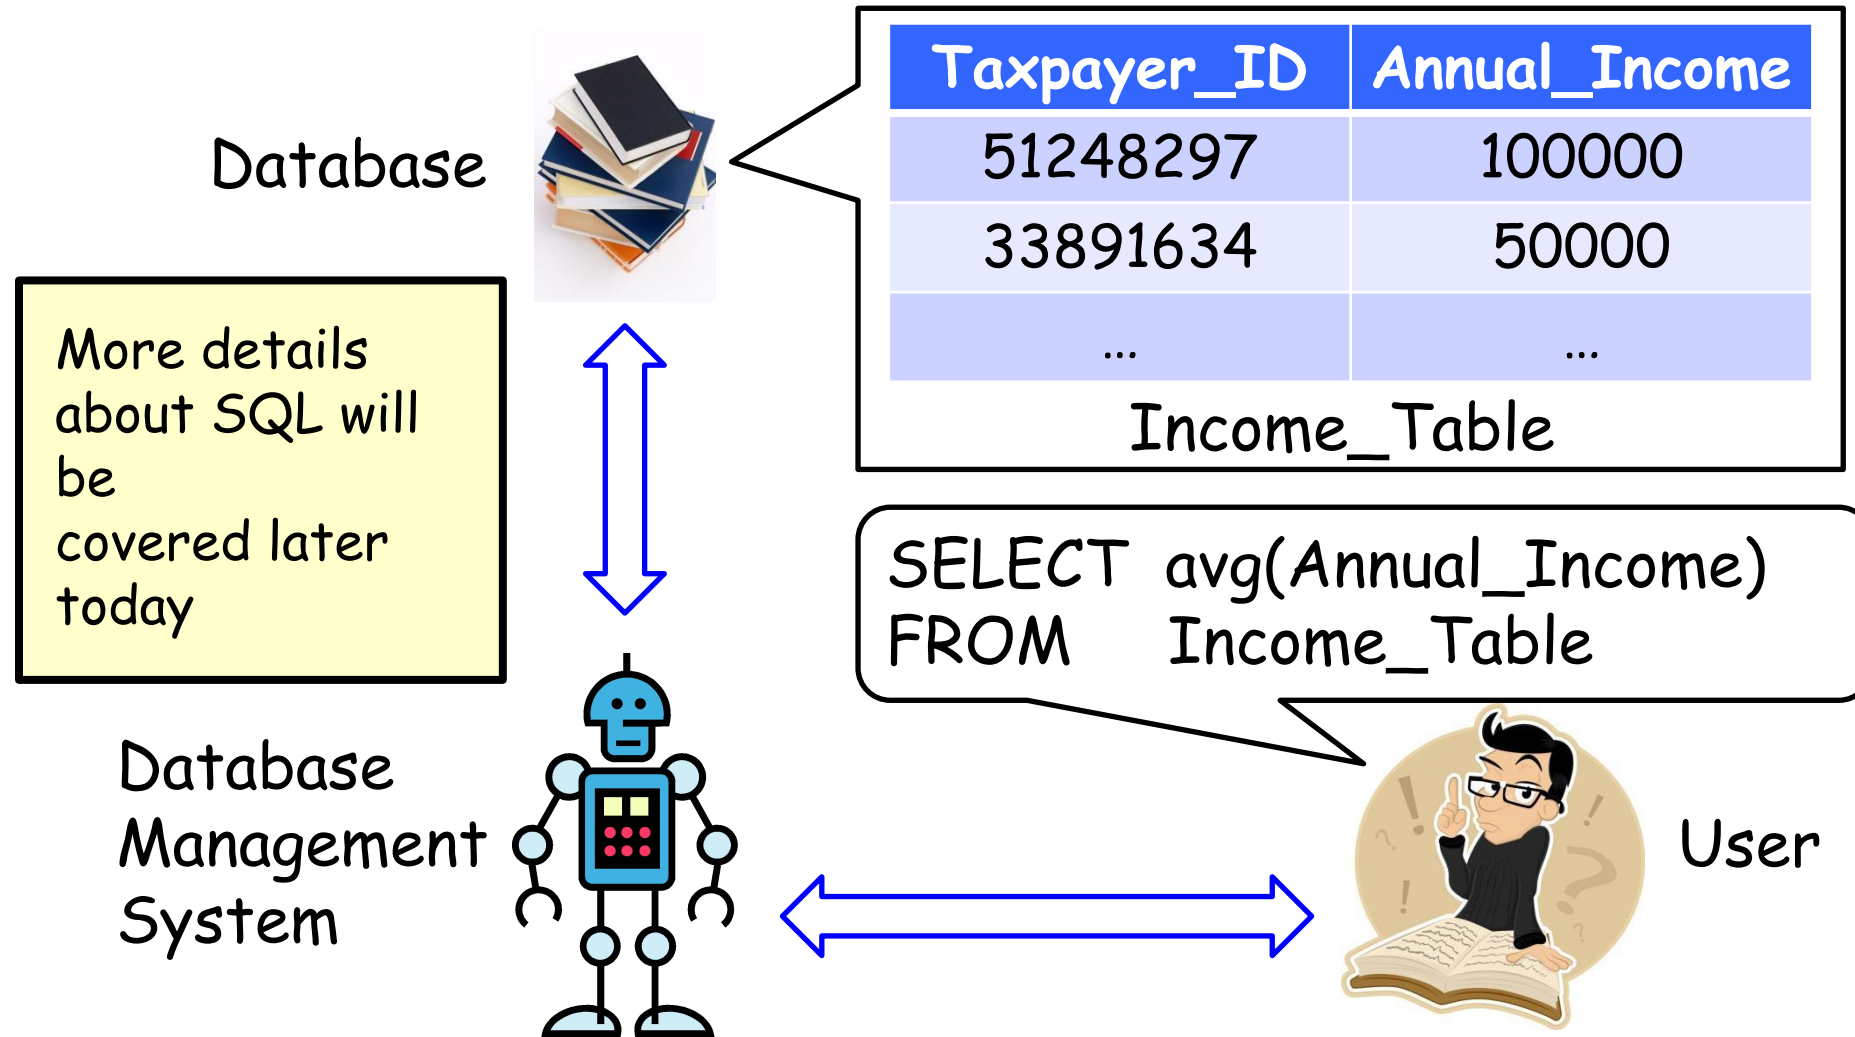 Database
Taxpayer_ID Annual_Income
51248297 100000
33891634 50000
... ...
Income_Table
More details
about SQL will
be
covered later
today
SELECT avg(Annual_Income)
FROM Income_Table
Database
Management
System
User